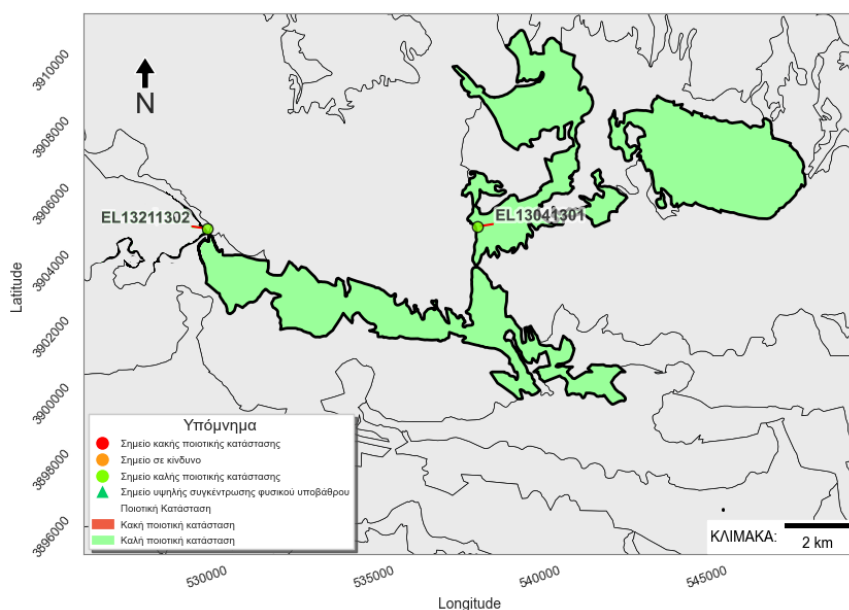 3910000
3908000
3906000
3904000
3902000
3900000
3898000
3896000
Latitude
N
EL13211302
EL13041301
Υπόμνημα
Σημείο κακής ποιοτικής κατάστασης
Σημείο σε κίνδυνο
Σημείο καλής ποιοτικής κατάστασης
Σημείο υψηλής συγκέντρωσης φυσικού υποβάθρου
Ποιοτική Κατάσταση
Κακή ποιοτική κατάσταση
Καλή ποιοτική κατάσταση
ΚΛΙΜΑΚΑ:
2 km
530000
535000
540000
545000
Longitude